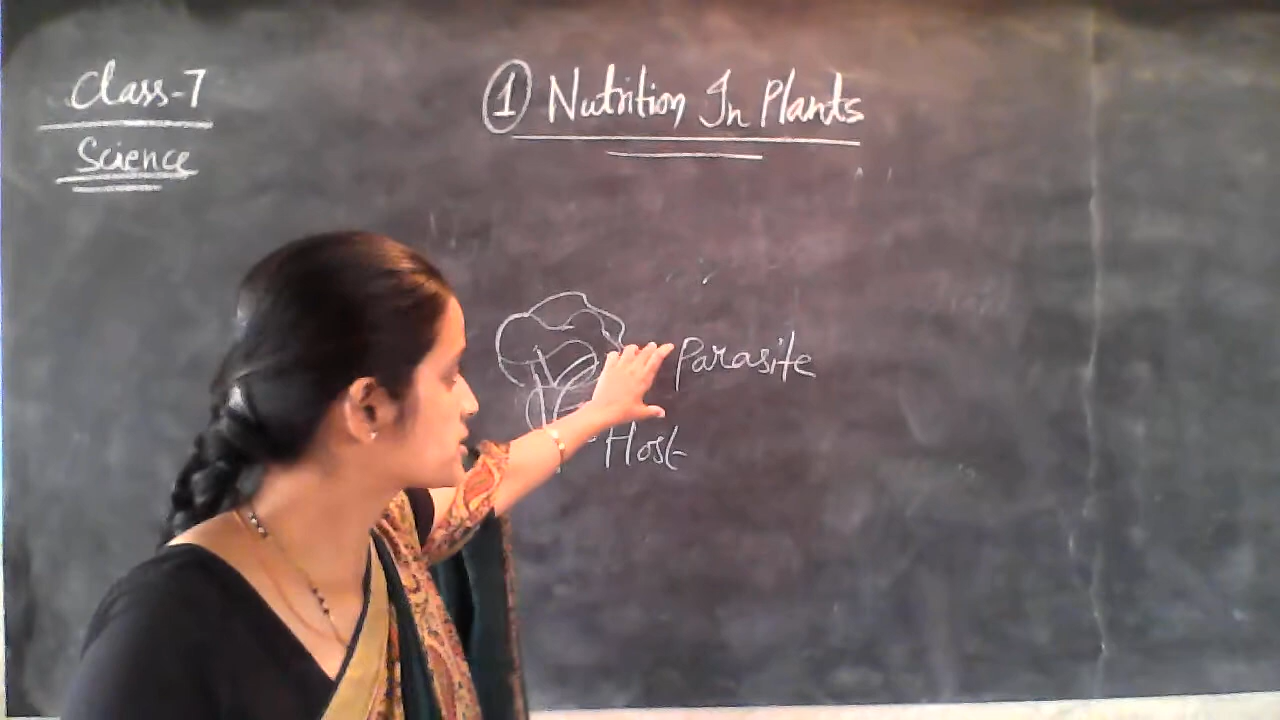 Class-7
Science
① Nutrition In Plants
Parasite
Host